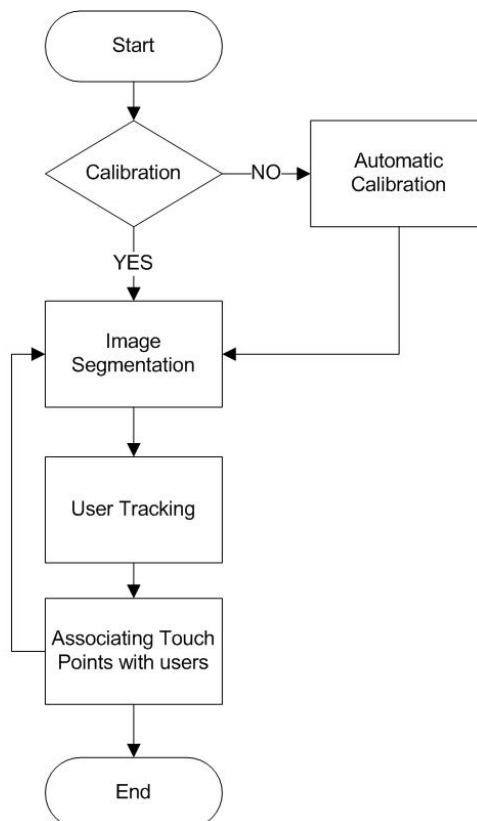 Start
Calibration
NO
Automatic
Calibration
YES
Image
Segmentation
User Tracking
Associating Touch
Points with users
End